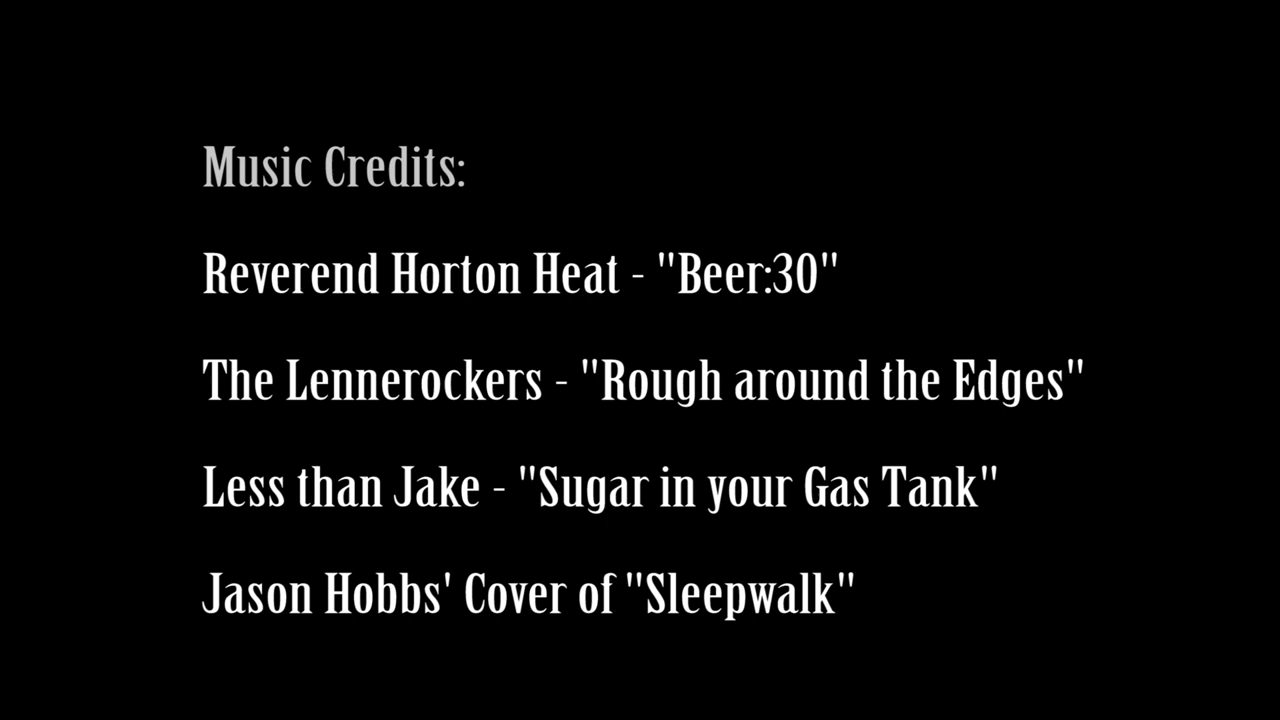 Music Credits:
Reverend Horton Heat - "Beer:30"
The Lennerockers - "Rough around the Edges"
Less than Jake - "Sugar in your Gas Tank"
Jason Hobbs' Cover of "Sleepwalk"